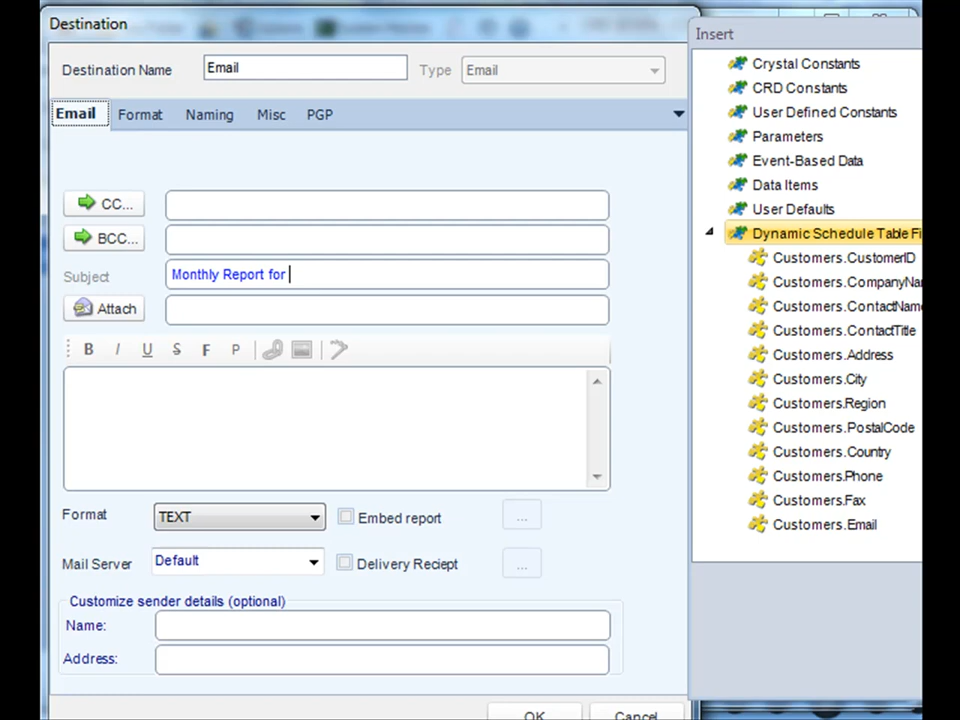 Destination
Insert
Destination Name
Email
Type
Email
Email
Format
Naming
Misc
PGP
CC...
BCC...
Subject
Monthly Report for
Attach
B
I
U
S
F
P
Format
TEXT
Embed report
...
Mail Server
Default
Delivery Reciept
...
Customize sender details (optional)
Name:
Address:
OK
Cancel
Crystal Constants
CRD Constants
User Defined Constants
Parameters
Event-Based Data
Data Items
User Defaults
Dynamic Schedule Table Fi
Customers.CustomerID
Customers.CompanyNa
Customers.ContactName
Customers.ContactTitle
Customers.Address
Customers.City
Customers.Region
Customers.PostalCode
Customers.Country
Customers.Phone
Customers.Fax
Customers.Email